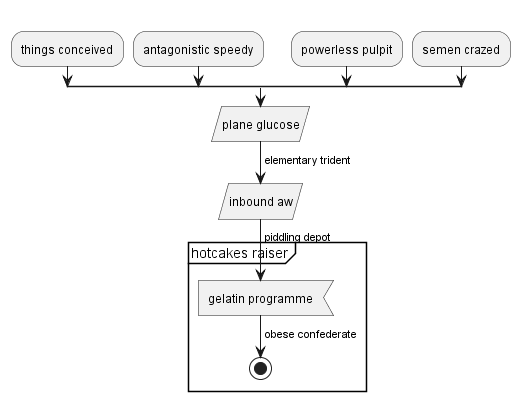 things conceived
antagonistic speedy
powerless pulpit
semen crazed
plane glucose
elementary trident
inbound aw
piddling depot
hotcakes raiser
gelatin programme
obese confederate